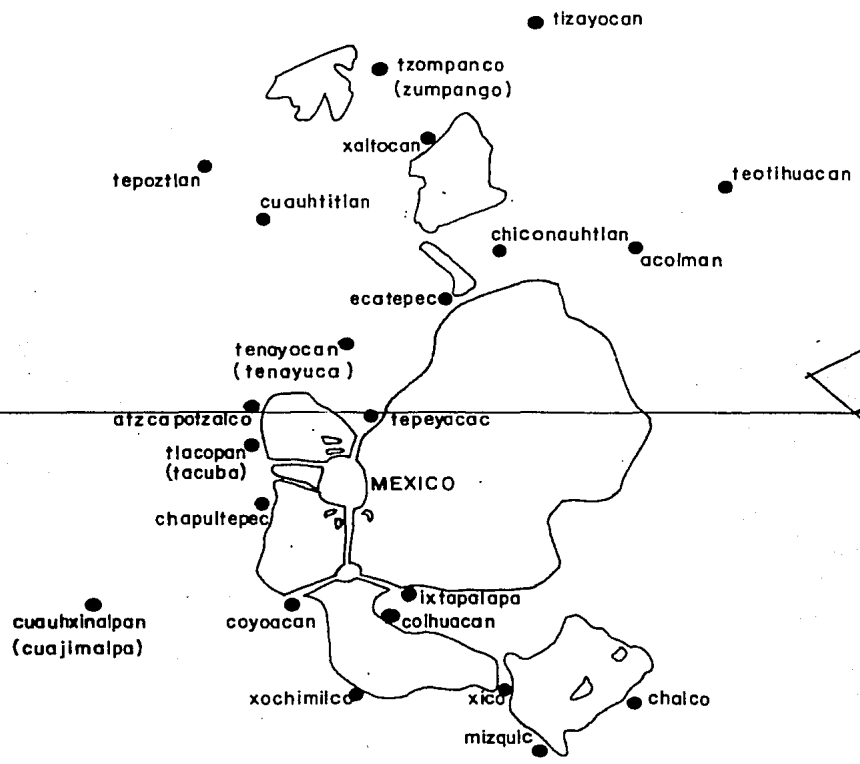 tizayocan
tzompanco
(zumpango)
xaltocan
tepoztlan
teotihuacan
cuauhtitlan
chiconauhtlan
acolman
ecatepec
tenayocan
(tenayuca)
atzcapotzalco
tepeyacac
tlacopan
(tacuba)
MEXICO
chapultepec
ixtapalapa
cuauhxinalpan
(cuajimalpa)
coyoacan
colhuacan
xochimilco
xico
chalco
mizquic